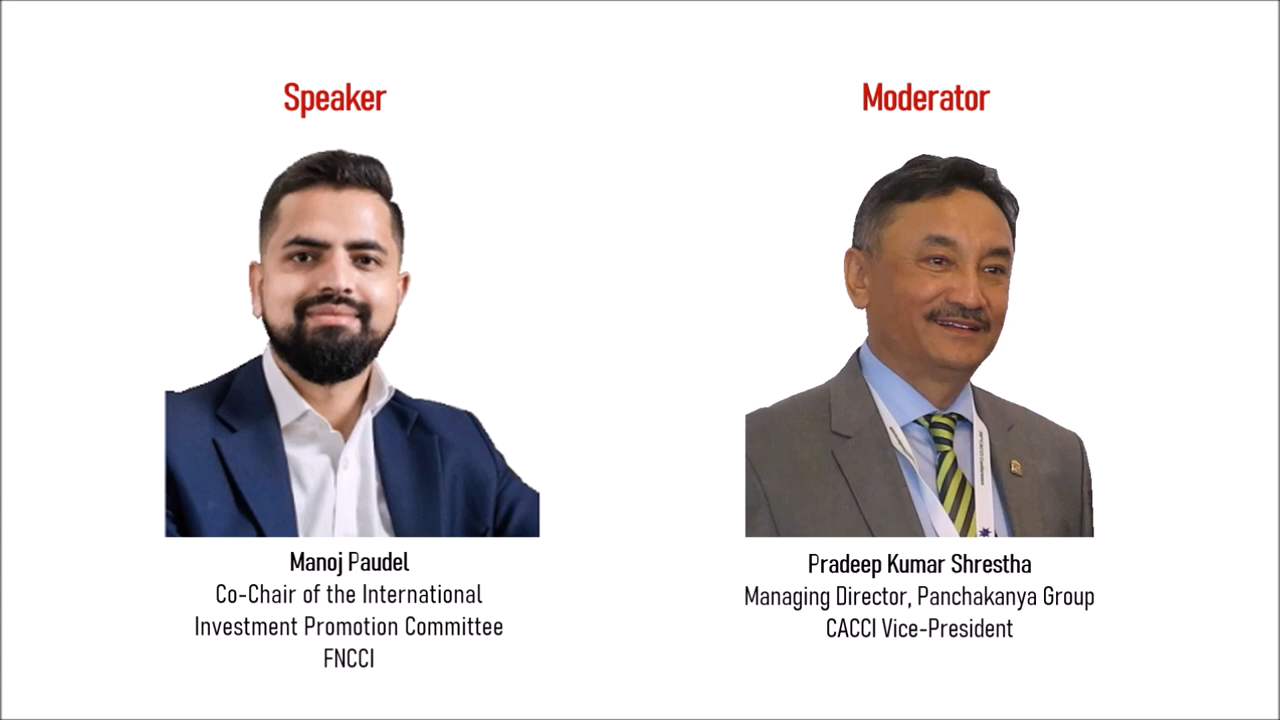 Speaker
Manoj Paudel
Co-Chair of the International
Investment Promotion Committee
FNCCI
Moderator
Pradeep Kumar Shrestha
Managing Director, Panchakanya Group
CACCI Vice-President